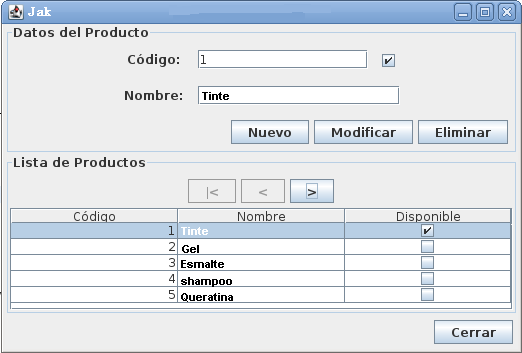 Jak
Datos del Producto
Código: 1
Nombre: Tinte
Nuevo Modificar Eliminar
Lista de Productos
|< < >
Código Nombre Disponible
1 Tinte
2 Gel
3 Esmalte
4 shampoo
5 Queratina
Cerrar